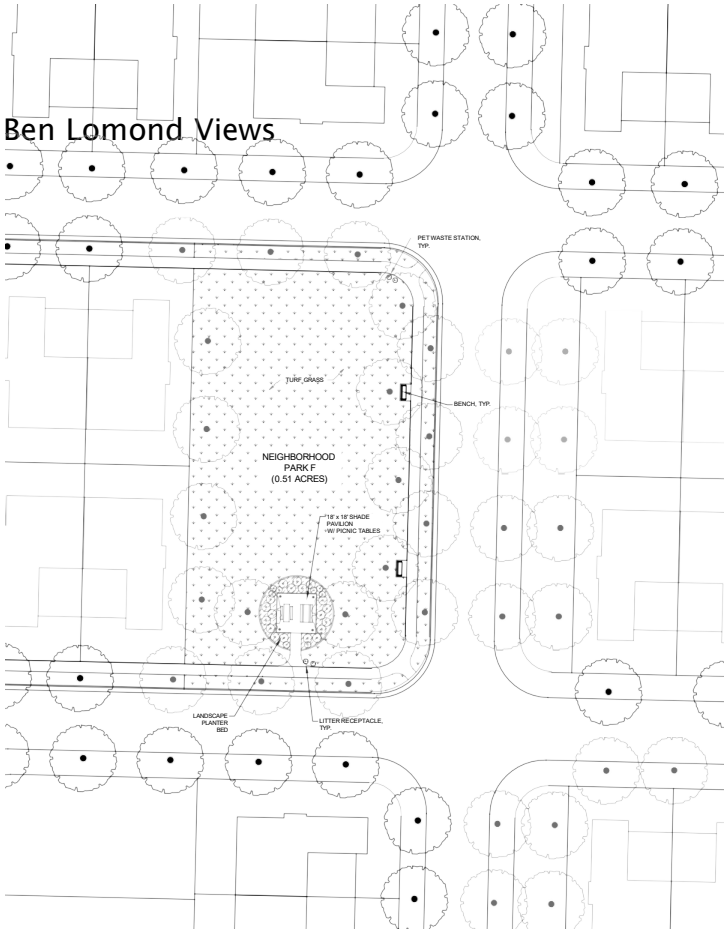 Ben Lomond Views
PET WASTE STATION,
TYP.
TURF GRASS
BENCH, TYP.
NEIGHBORHOOD
PARK F
(0.51 ACRES)
18' x 18' SHADE
PAVILION
W/ PICNIC TABLES
LANDSCAPE
PLANTER
BED
LITTER RECEPTACLE,
TYP.